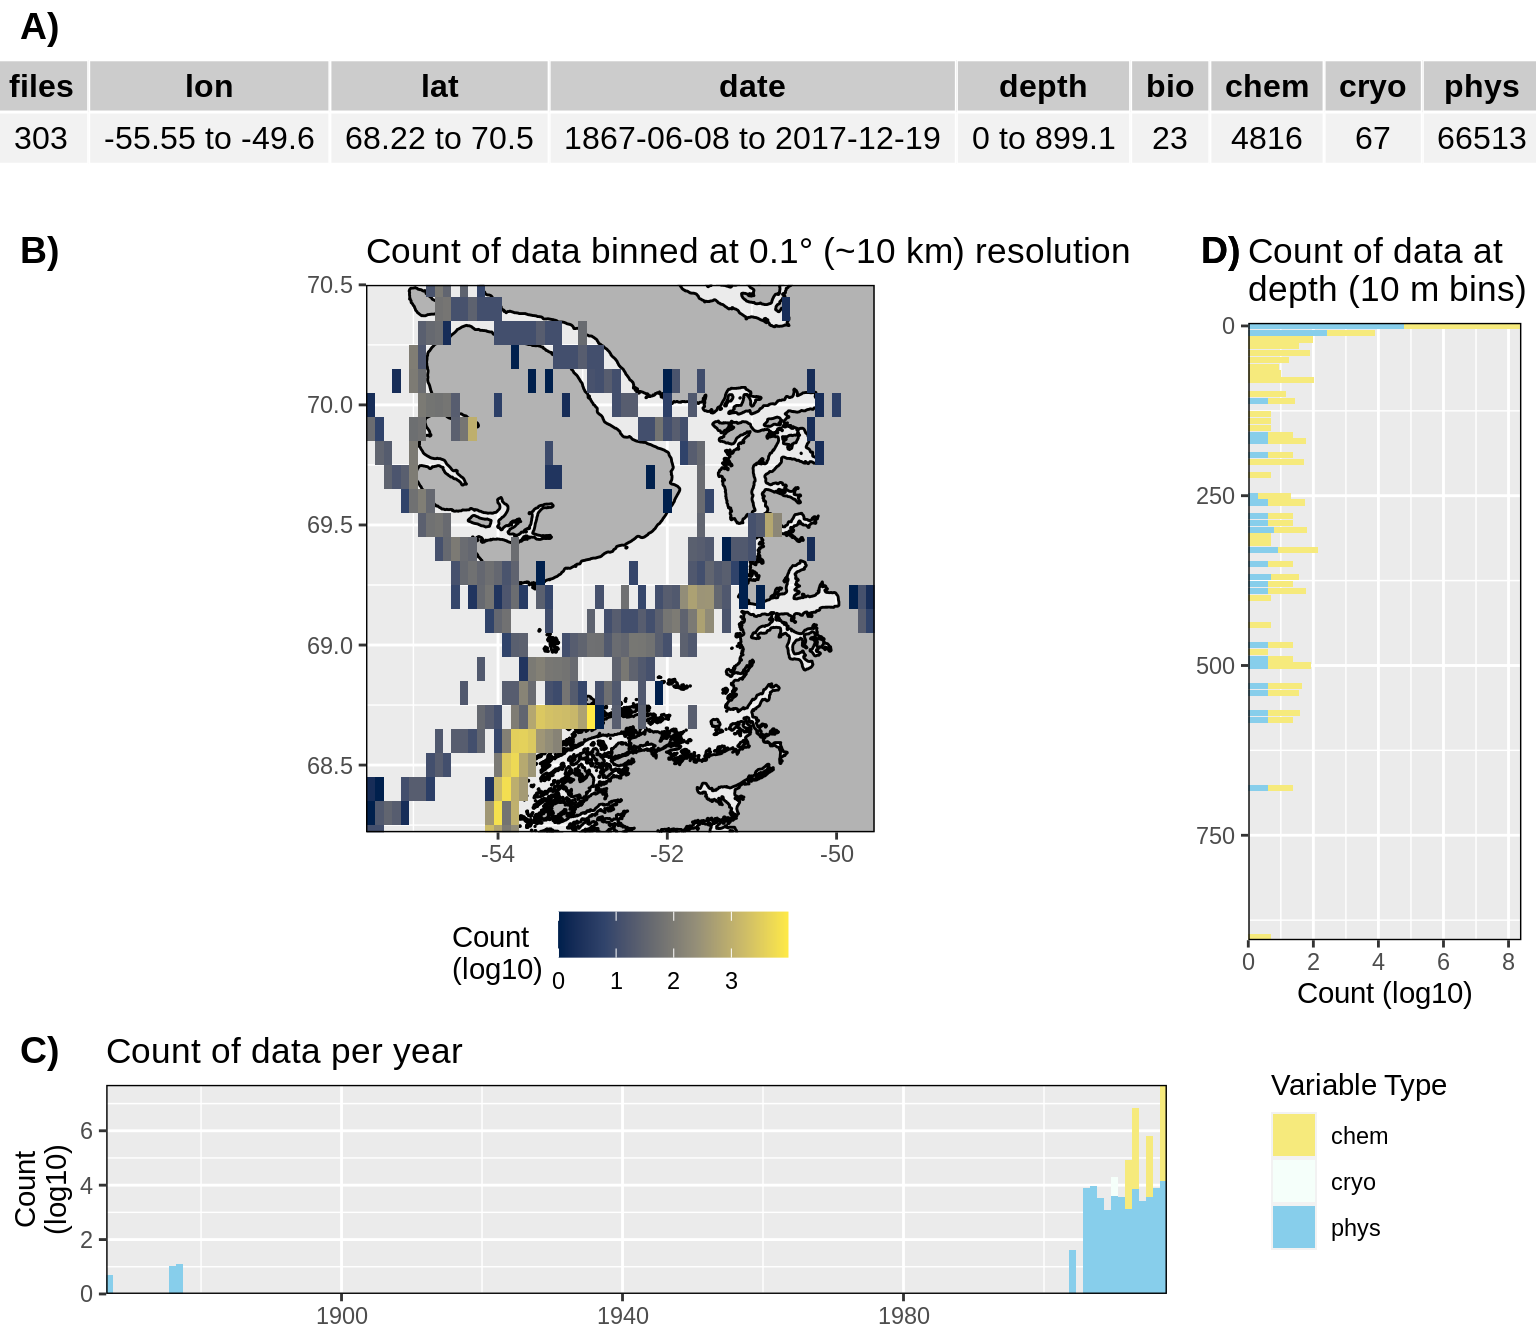 A)
files lon lat date depth bio chem cryo phys
303 -55.55 to -49.6 68.22 to 70.5 1867-06-08 to 2017-12-19 0 to 899.1 23 4816 67 66513
B)
Count of data binned at 0.1° (~10 km) resolution
70.5
70.0
69.5
69.0
68.5
-54 -52 -50
Count
(log10)
0 1 2 3
D)
Count of data at
depth (10 m bins)
0
250
500
750
0 2 4 6 8
Count (log10)
C)
Count of data per year
Count
(log10)
6
4
2
0
1900 1940 1980
Variable Type
chem
cryo
phys